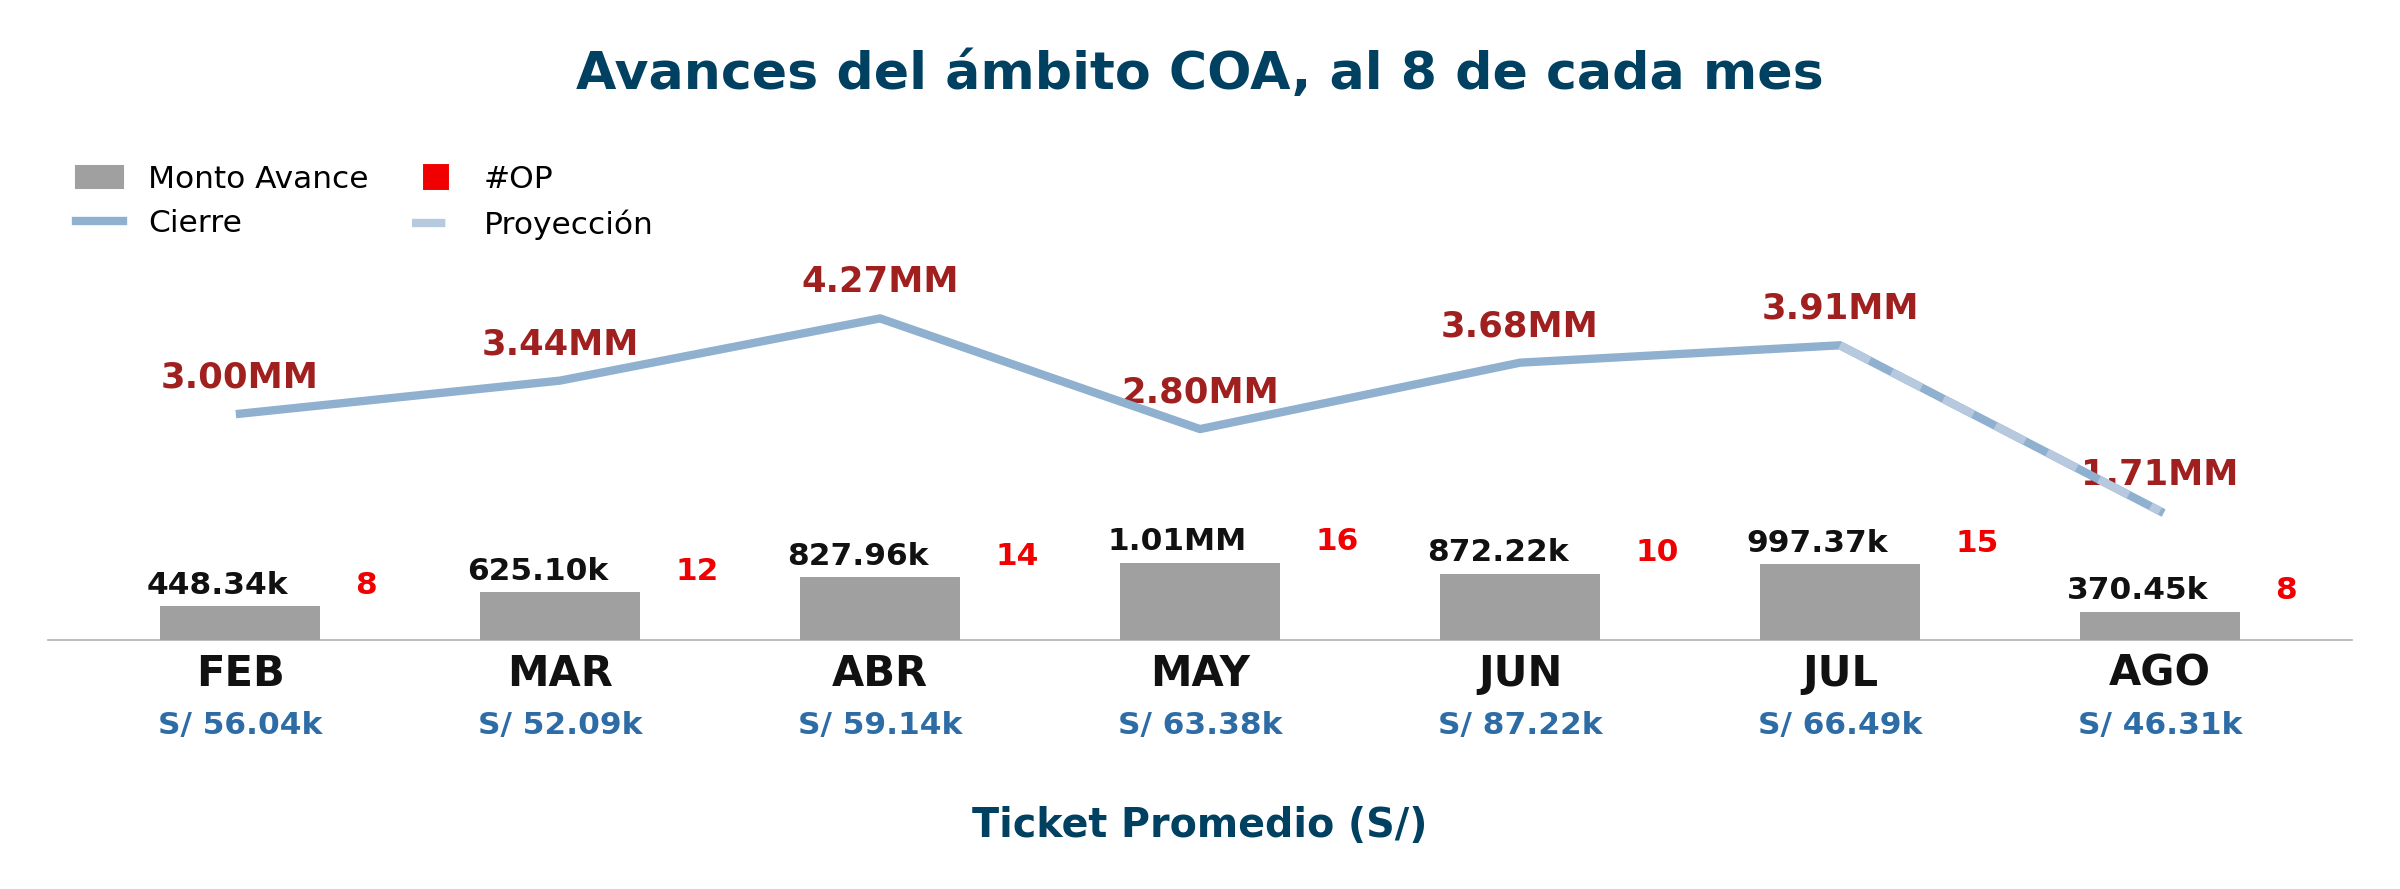 Avances del ámbito COA, al 8 de cada mes
Monto Avance #OP
Cierre Proyección
3.00MM 3.44MM 4.27MM 2.80MM 3.68MM 3.91MM 1.71MM
448.34k 8 625.10k 12 827.96k 14 1.01MM 16 872.22k 10 997.37k 15 370.45k 8
FEB MAR ABR MAY JUN JUL AGO
S/ 56.04k S/ 52.09k S/ 59.14k S/ 63.38k S/ 87.22k S/ 66.49k S/ 46.31k
Ticket Promedio (S/)